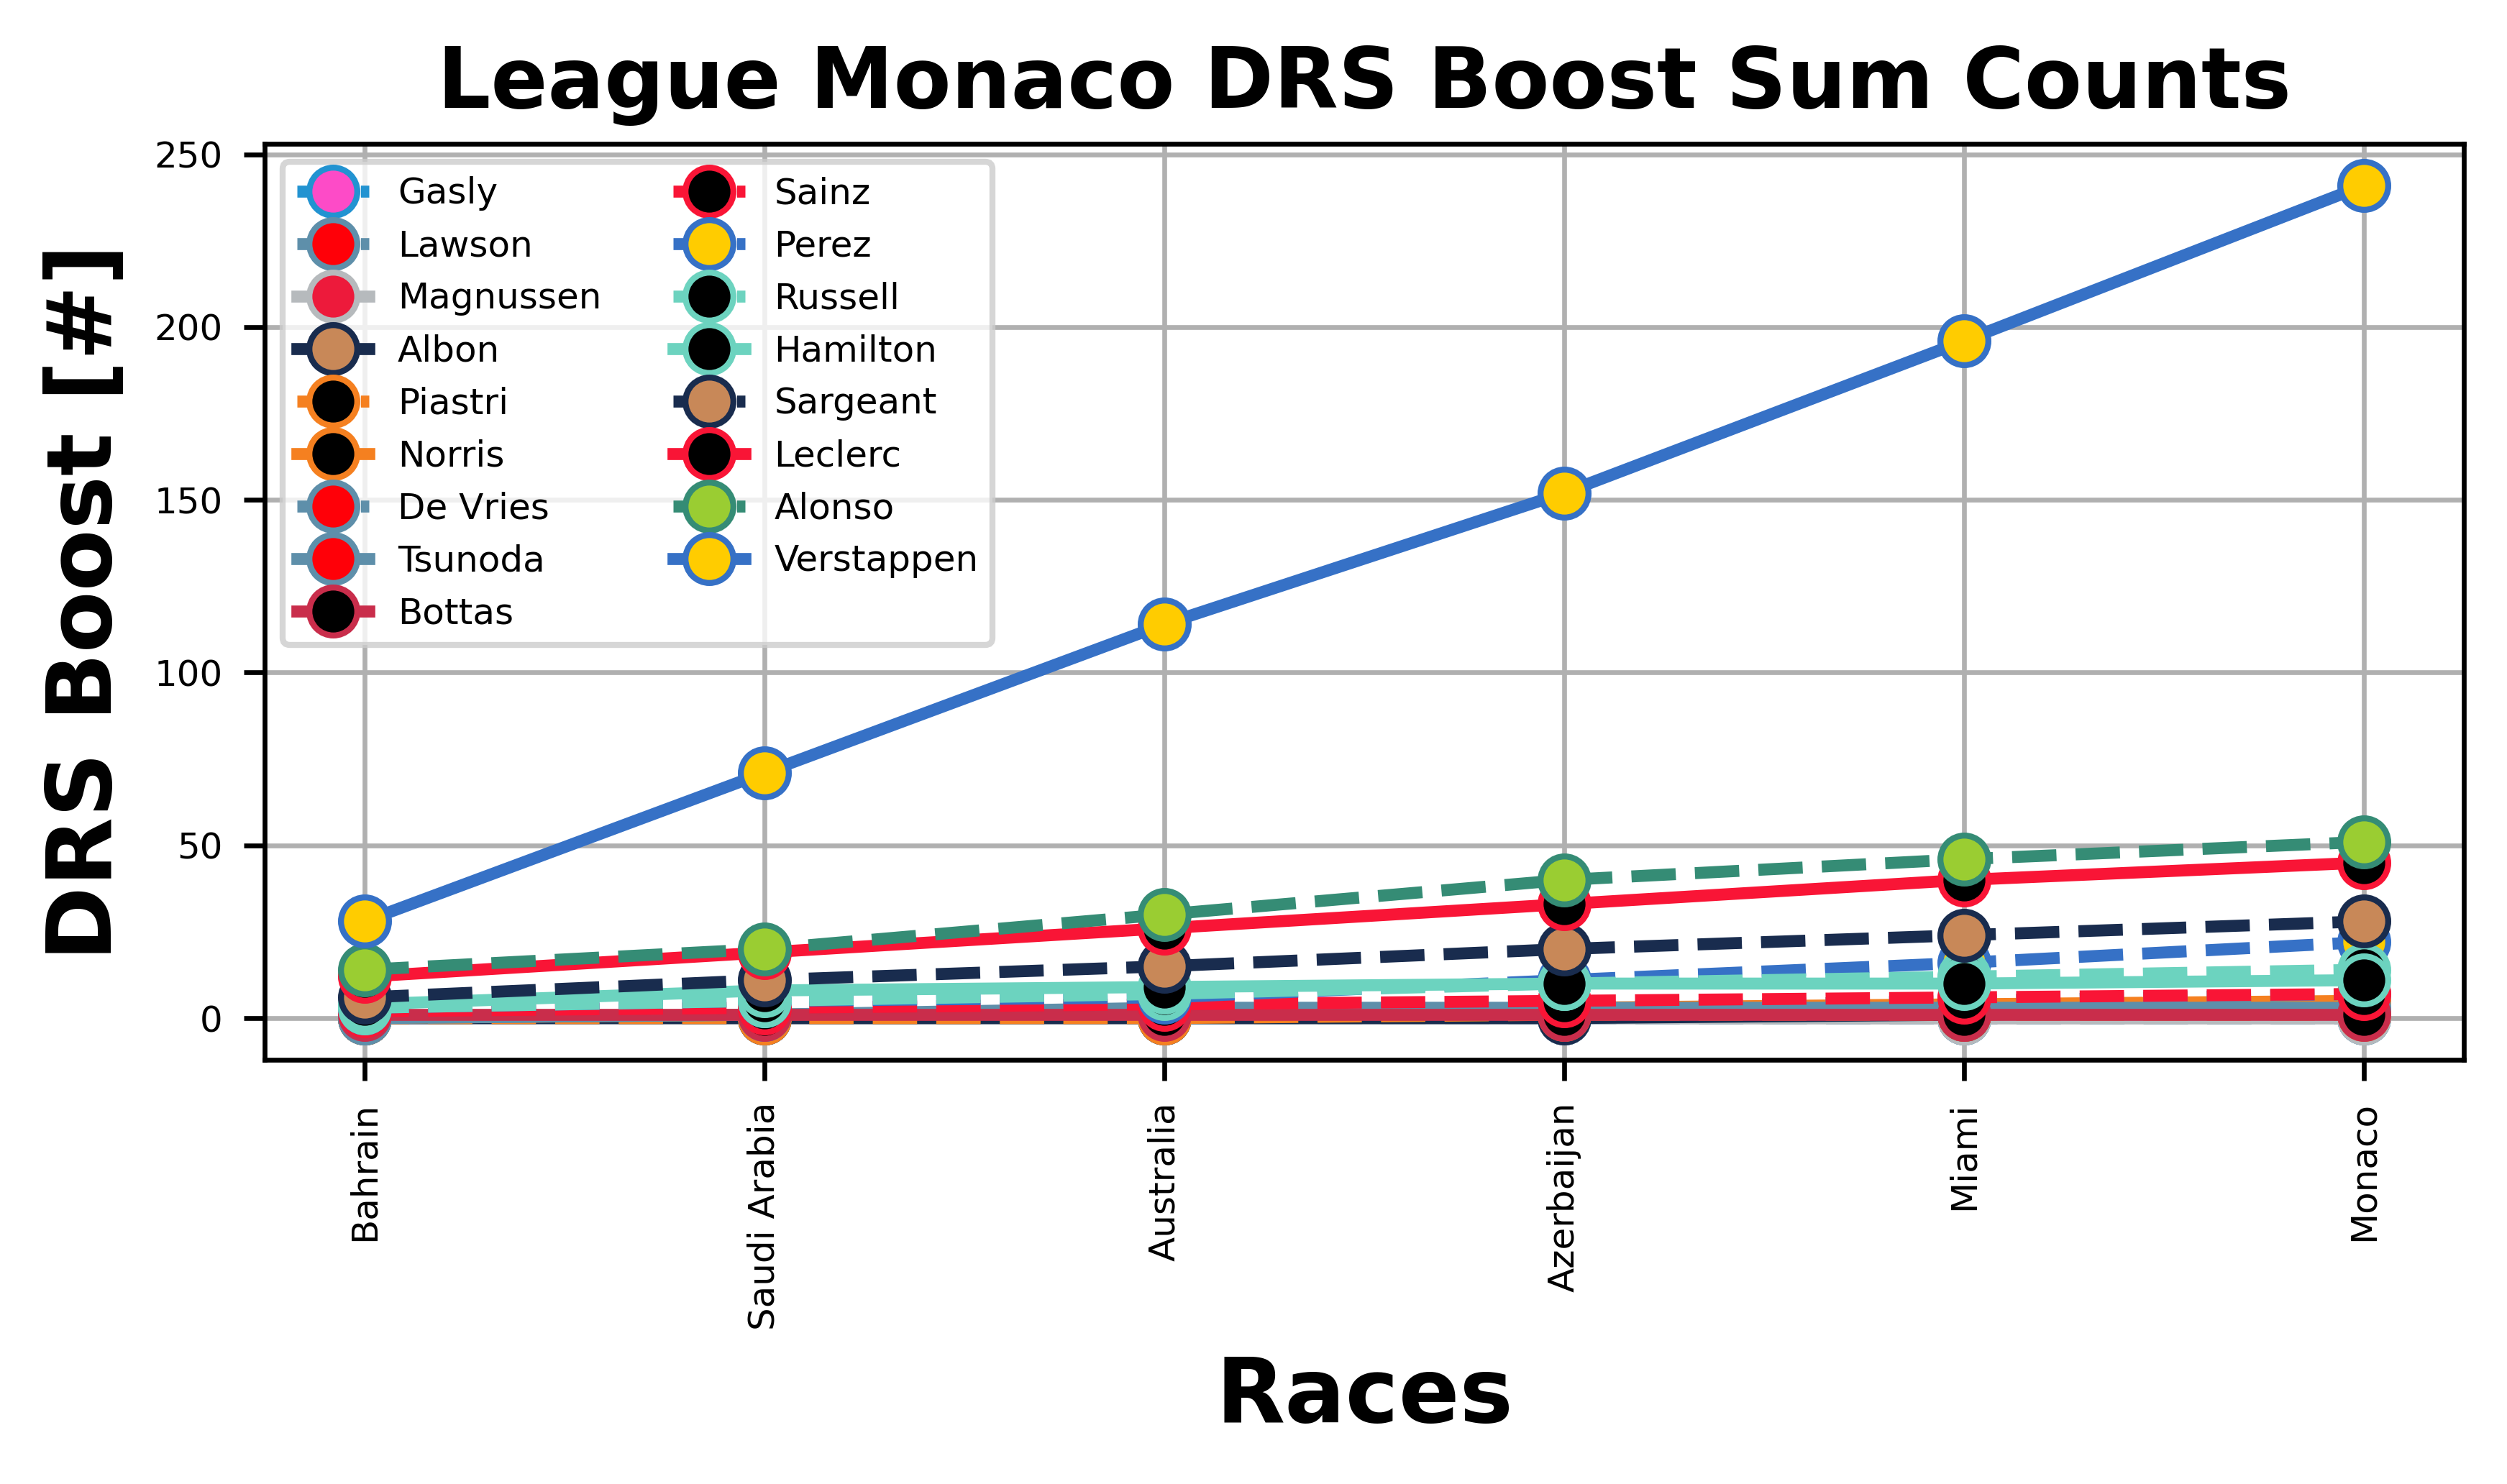 League Monaco DRS Boost Sum Counts
DRS Boost [#]
250
200
150
100
50
0
Gasly
Lawson
Magnussen
Albon
Piastri
Norris
De Vries
Tsunoda
Bottas
Sainz
Perez
Russell
Hamilton
Sargeant
Leclerc
Alonso
Verstappen
Bahrain
Saudi Arabia
Australia
Azerbaijan
Miami
Monaco
Races